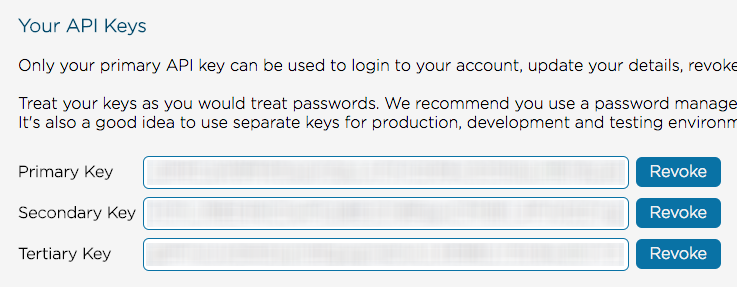 Your API Keys
Only your primary API key can be used to login to your account, update your details, revoke
Treat your keys as you would treat passwords. We recommend you use a password manage
It's also a good idea to use separate keys for production, development and testing environm
Primary Key Revoke
Secondary Key Revoke
Tertiary Key Revoke